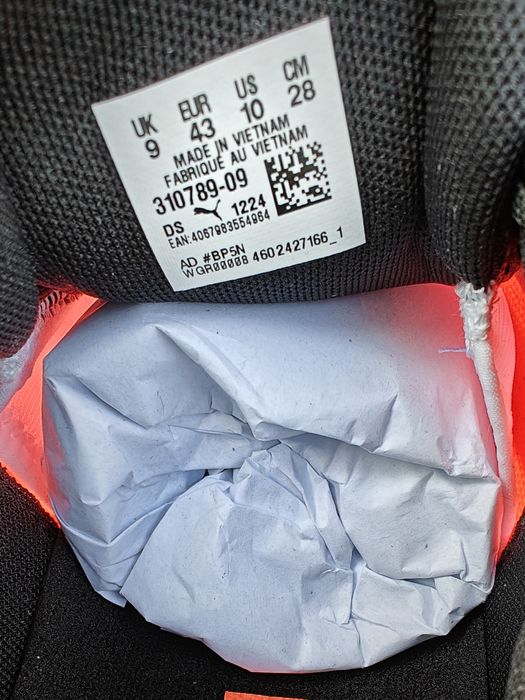 UK EUR US CM
9 43 10 28
MADE IN VIETNAM
FABRIQUÉ AU VIETNAM
310789-09
DS 1224
EAN:4067983554964
AD #BP5N
WGR00008 4602427166_1